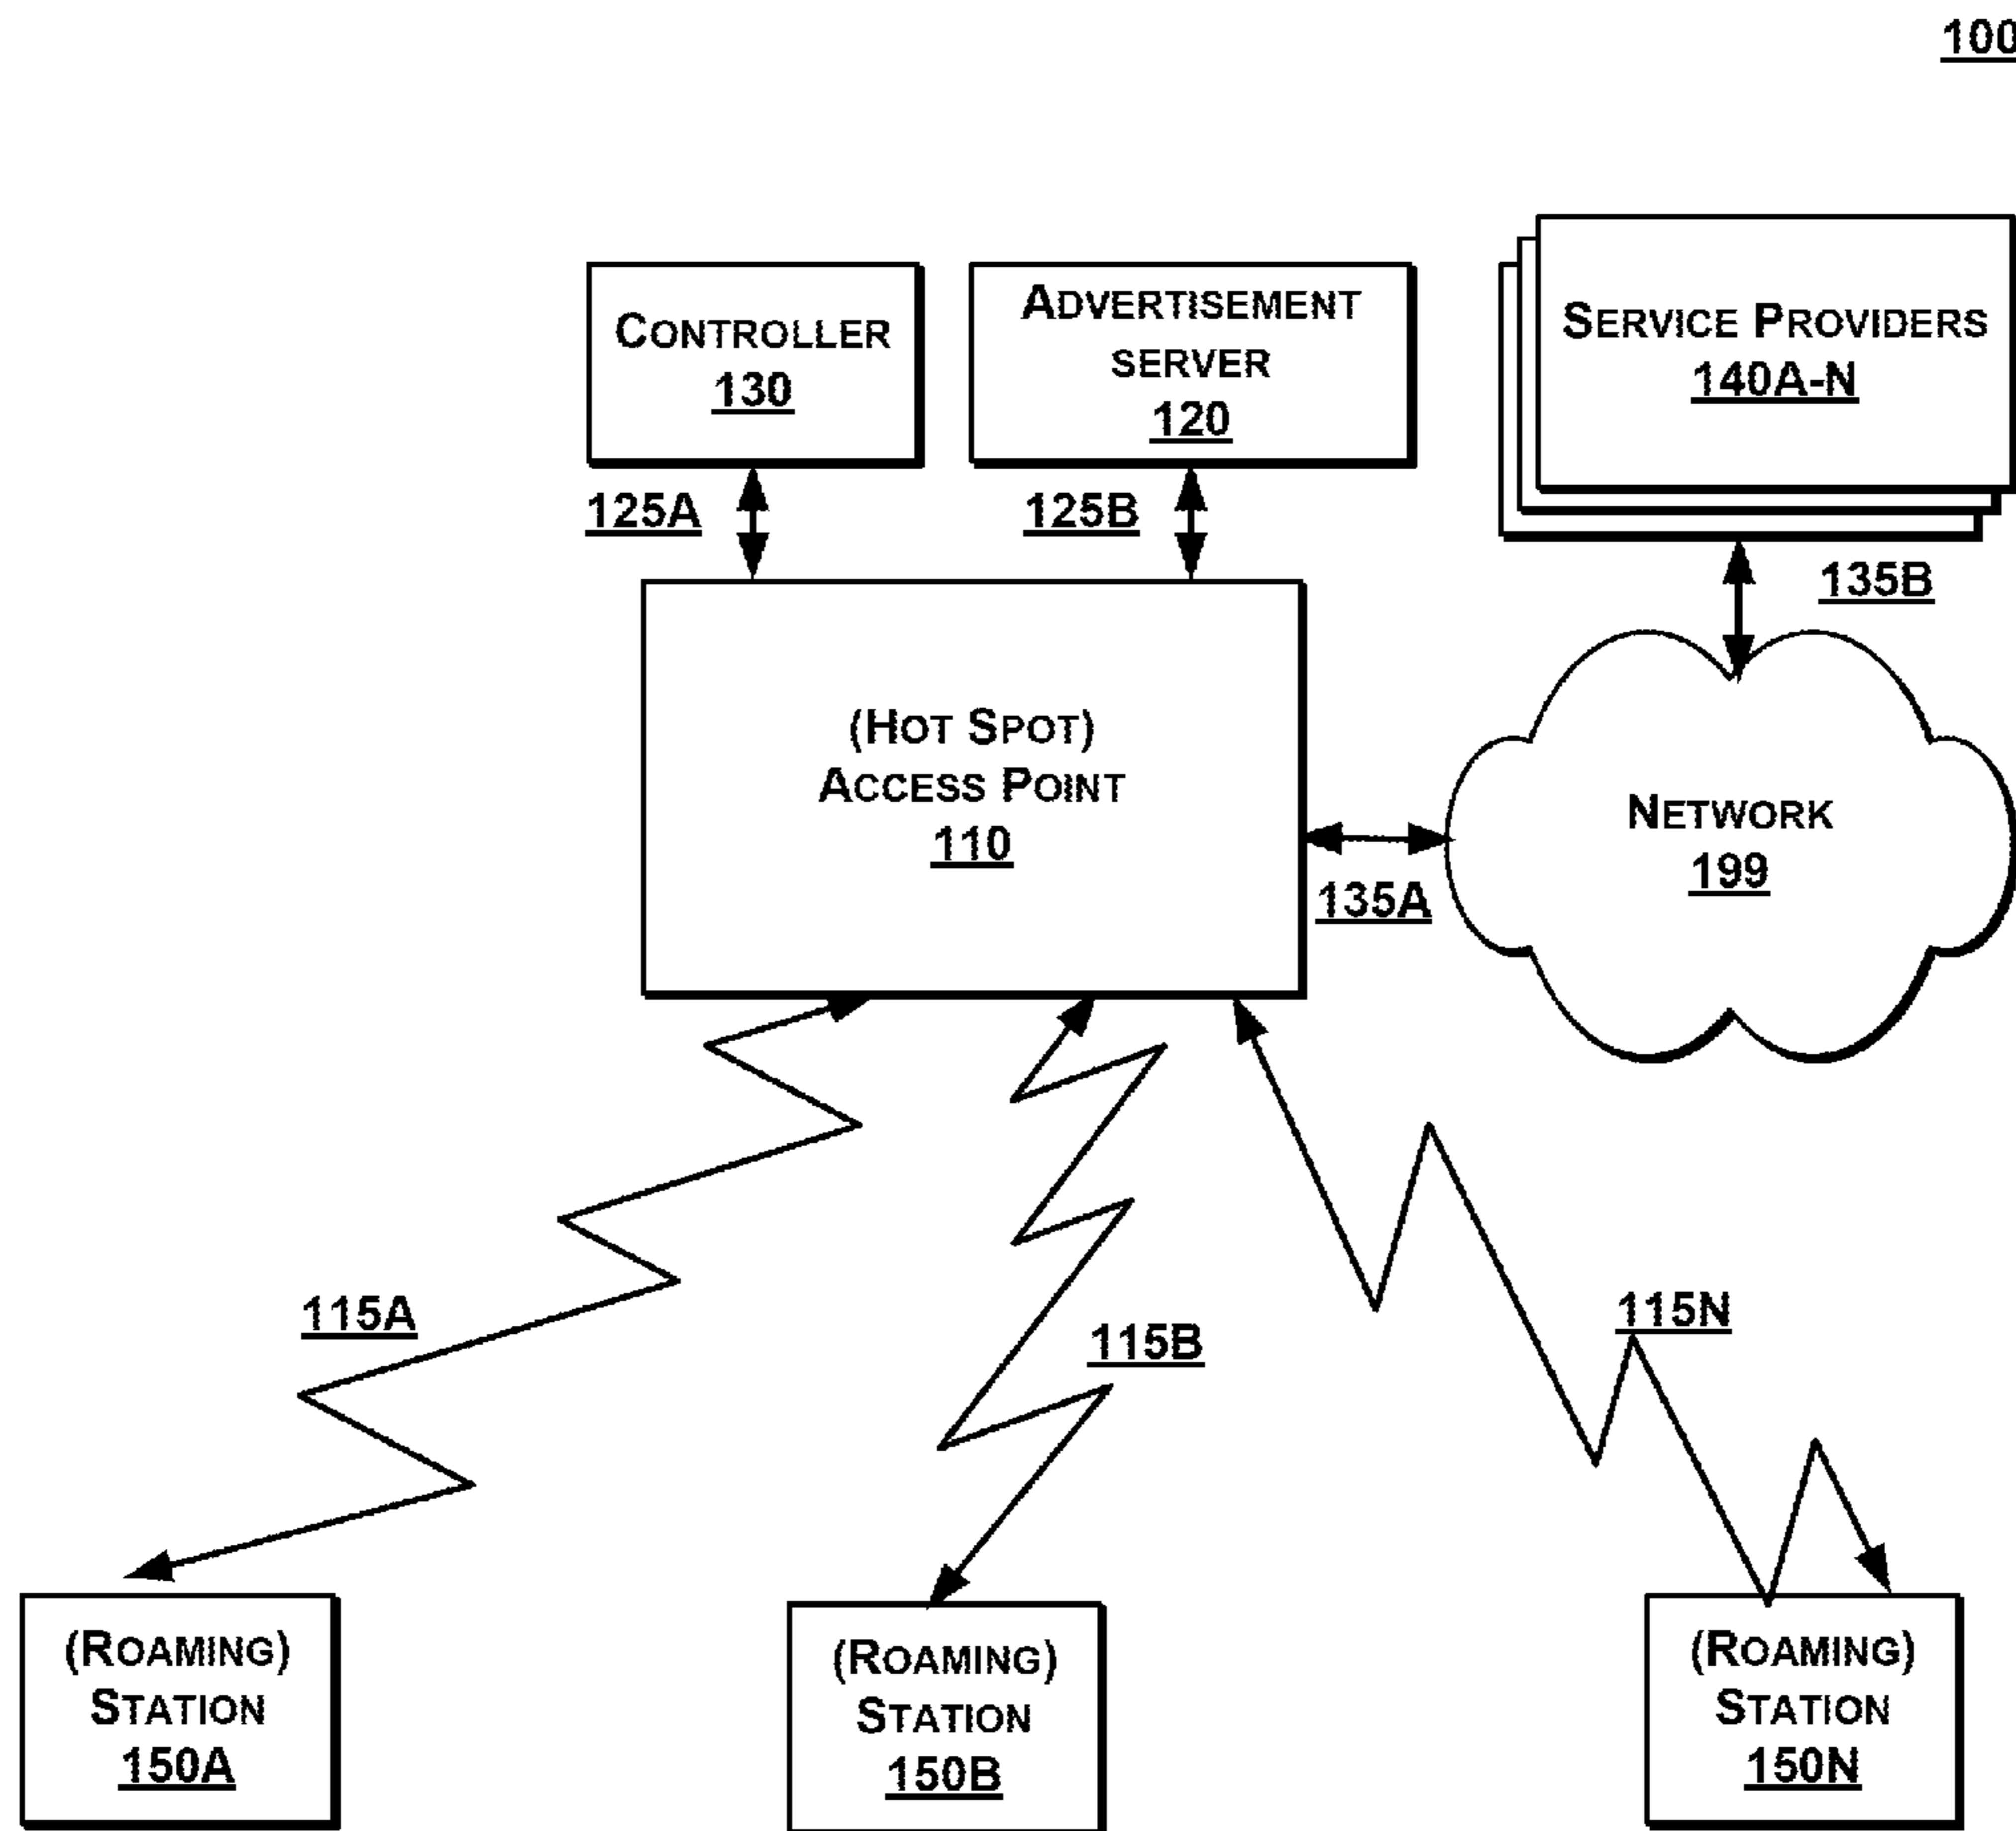 100
CONTROLLER
130
ADVERTISEMENT
SERVER
120
SERVICE PROVIDERS
140A-N
125A
125B
135B
(HOT SPOT)
ACCESS POINT
110
NETWORK
199
135A
115A
115B
115N
(ROAMING)
STATION
150A
(ROAMING)
STATION
150B
(ROAMING)
STATION
150N